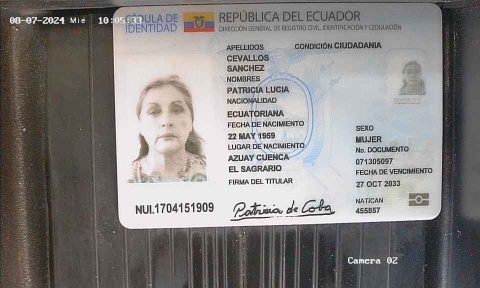 08-07-2024 Mié 10:05:33
CÉDULA DE IDENTIDAD
REPÚBLICA DEL ECUADOR
DIRECCIÓN GENERAL DE REGISTRO CIVIL, IDENTIFICACIÓN Y CEDULACIÓN
APELLIDOS
CONDICIÓN CIUDADANIA
CEVALLOS
SANCHEZ
NOMBRES
PATRICIA LUCIA
NACIONALIDAD
ECUATORIANA
FECHA DE NACIMIENTO
22 MAY 1959
LUGAR DE NACIMIENTO
AZUAY CUENCA
EL SAGRARIO
FIRMA DEL TITULAR
SEXO
MUJER
No. DOCUMENTO
071305097
FECHA DE VENCIMIENTO
27 OCT 2033
NATICAN
455857
NUI.1704151909
Patricia de Coba
Camera 02